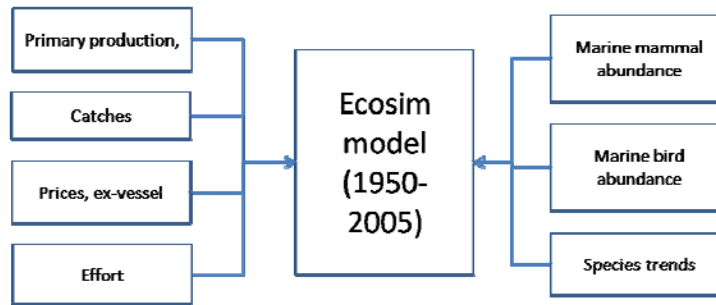 Primary production,
Catches
Prices, ex-vessel
Effort
Ecosim
model
(1950-
2005)
Marine mammal
abundance
Marine bird
abundance
Species trends